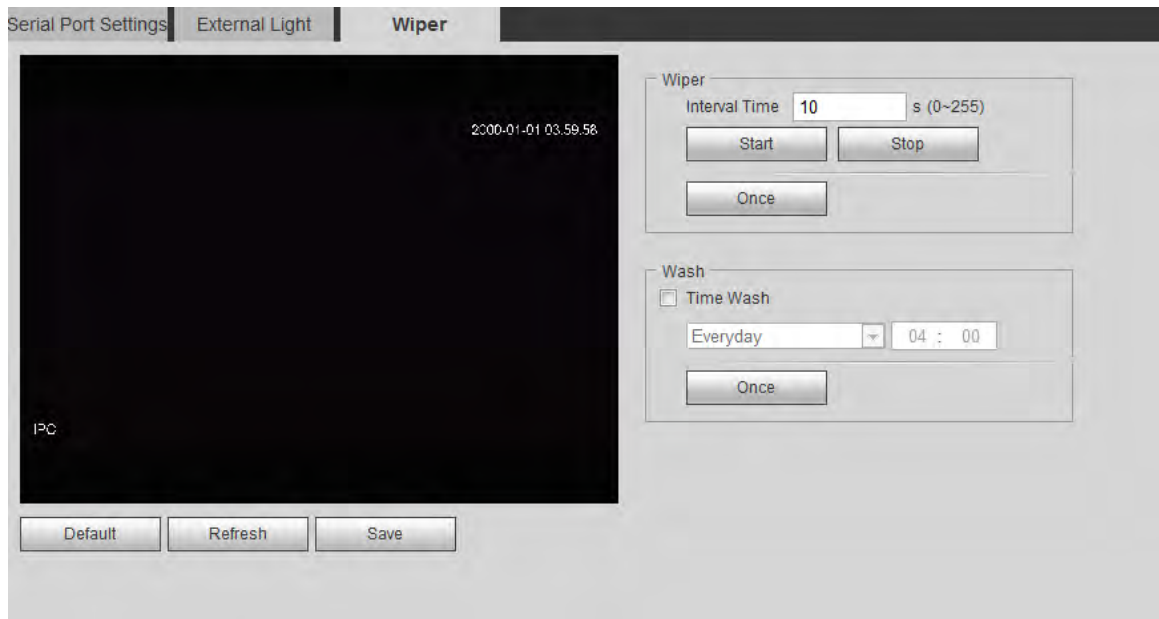 Serial Port Settings External Light Wiper
2000-01-01 03:59:58
IPC
Default Refresh Save
Wiper
Interval Time 10 s (0~255)
Start Stop
Once
Wash
Time Wash
Everyday 04 : 00
Once